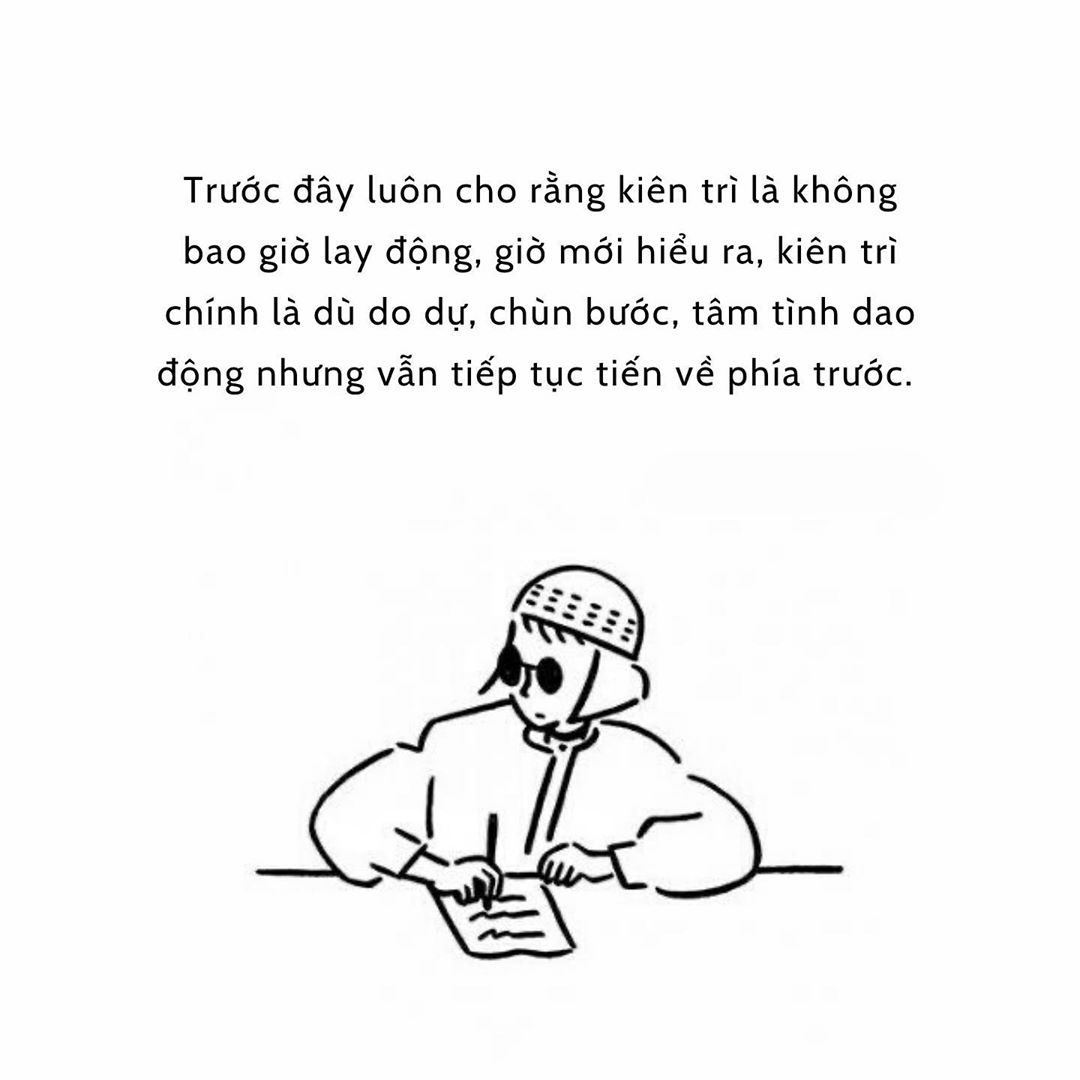 Trước đây luôn cho rằng kiên trì là không
bao giờ lay động, giờ mới hiểu ra, kiên trì
chính là dù do dự, chùn bước, tâm tình dao
động nhưng vẫn tiếp tục tiến về phía trước.